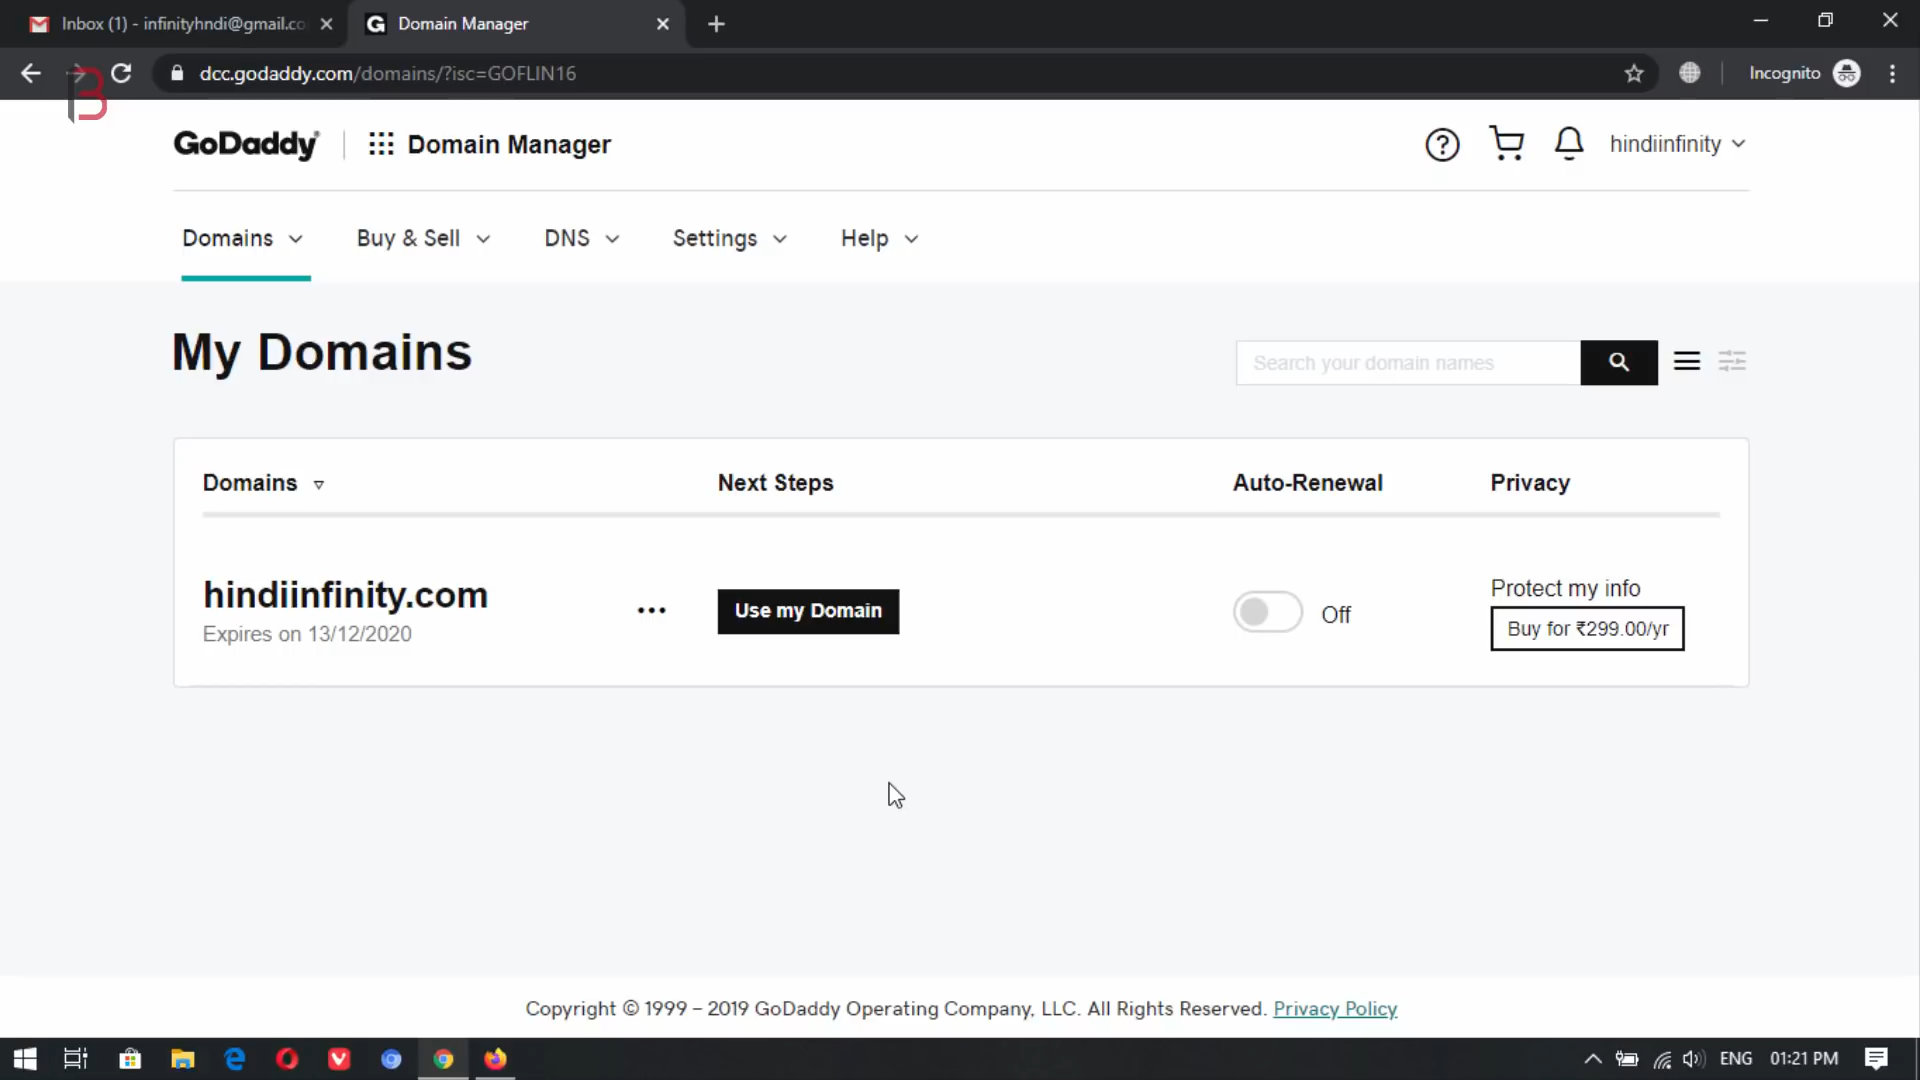 Inbox (1) - infinityhndi@gmail.co
Domain Manager
dcc.godaddy.com/domains/?isc=GOFLIN16
Incognito
GoDaddy
Domain Manager
hindiinfinity
Domains
Buy & Sell
DNS
Settings
Help
My Domains
Search your domain names
Domains
Next Steps
Auto-Renewal
Privacy
hindiinfinity.com
Expires on 13/12/2020
Use my Domain
Off
Protect my info
Buy for ₹299.00/yr
Copyright © 1999 – 2019 GoDaddy Operating Company, LLC. All Rights Reserved. Privacy Policy
ENG
01:21 PM